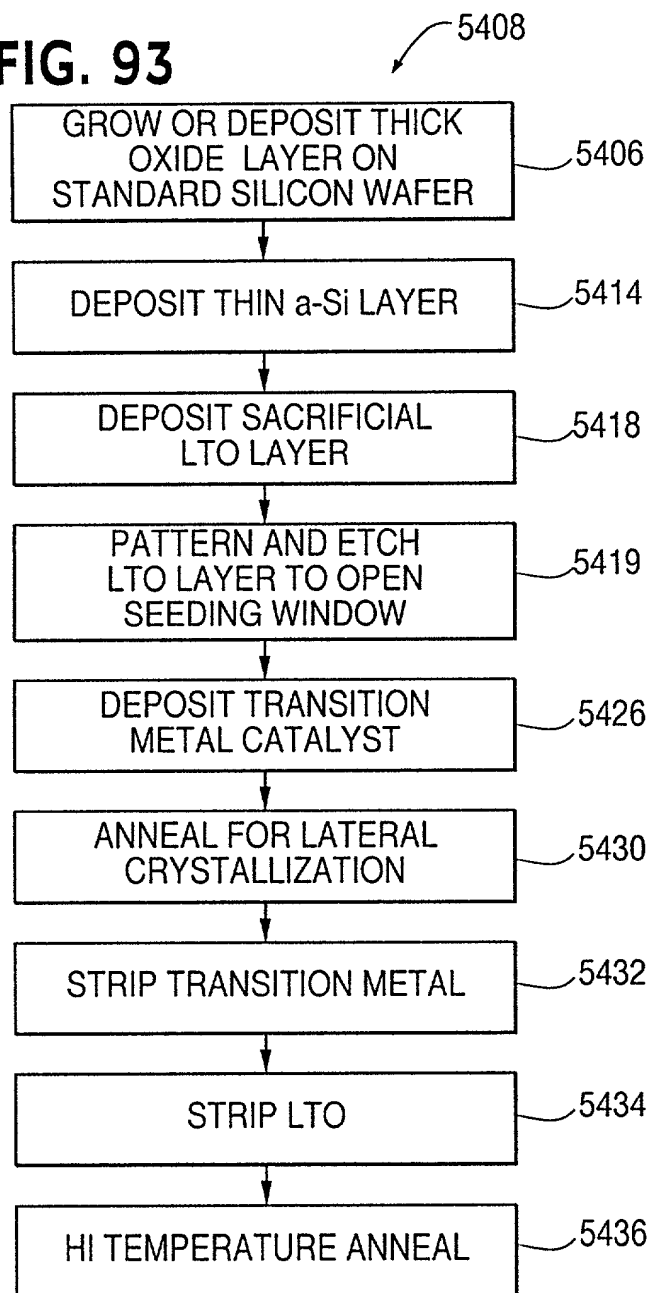 5408
FIG. 93
GROW OR DEPOSIT THICK
OXIDE LAYER ON
STANDARD SILICON WAFER
5406
DEPOSIT THIN a-Si LAYER
5414
DEPOSIT SACRIFICIAL
LTO LAYER
5418
PATTERN AND ETCH
LTO LAYER TO OPEN
SEEDING WINDOW
5419
DEPOSIT TRANSITION
METAL CATALYST
5426
ANNEAL FOR LATERAL
CRYSTALLIZATION
5430
STRIP TRANSITION METAL
5432
STRIP LTO
5434
HI TEMPERATURE ANNEAL
5436